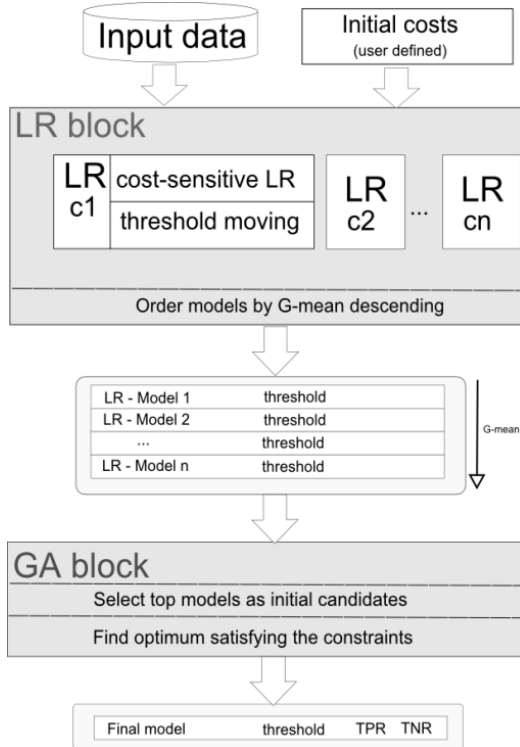 Input data
Initial costs
(user defined)
LR block
LR
c1
cost-sensitive LR
threshold moving
LR
c2
...
LR
cn
Order models by G-mean descending
LR - Model 1 threshold
LR - Model 2 threshold
... threshold
LR - Model n threshold
G-mean
GA block
Select top models as initial candidates
Find optimum satisfying the constraints
Final model threshold TPR TNR